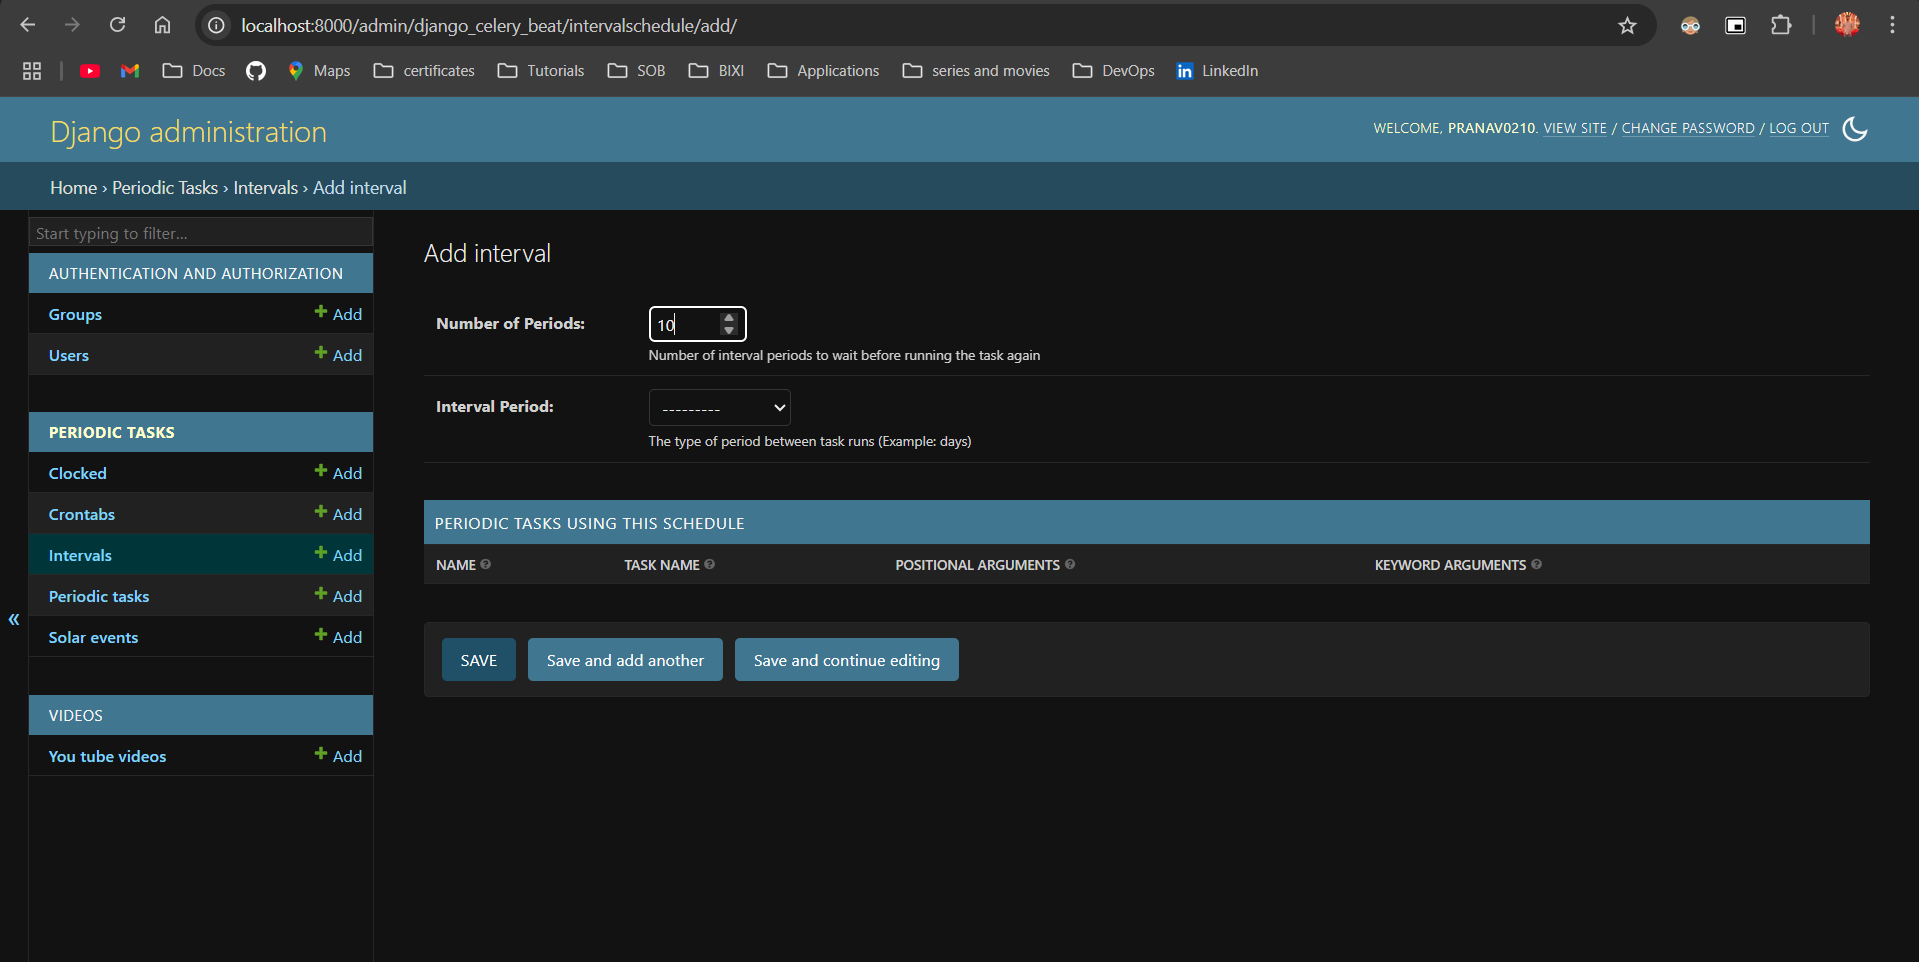 localhost:8000/admin/django_celery_beat/intervalschedule/add/
Docs Maps certificates Tutorials SOB BIXI Applications series and movies DevOps in LinkedIn
Django administration
WELCOME, PRANAV0210. VIEW SITE / CHANGE PASSWORD / LOG OUT
Home › Periodic Tasks › Intervals › Add interval
Start typing to filter...
AUTHENTICATION AND AUTHORIZATION
Groups + Add
Users + Add
PERIODIC TASKS
Clocked + Add
Crontabs + Add
Intervals + Add
Periodic tasks + Add
Solar events + Add
VIDEOS
You tube videos + Add
«
Add interval
Number of Periods: 10
Number of interval periods to wait before running the task again
Interval Period: ---------
The type of period between task runs (Example: days)
PERIODIC TASKS USING THIS SCHEDULE
NAME ? TASK NAME ? POSITIONAL ARGUMENTS ? KEYWORD ARGUMENTS ?
SAVE Save and add another Save and continue editing